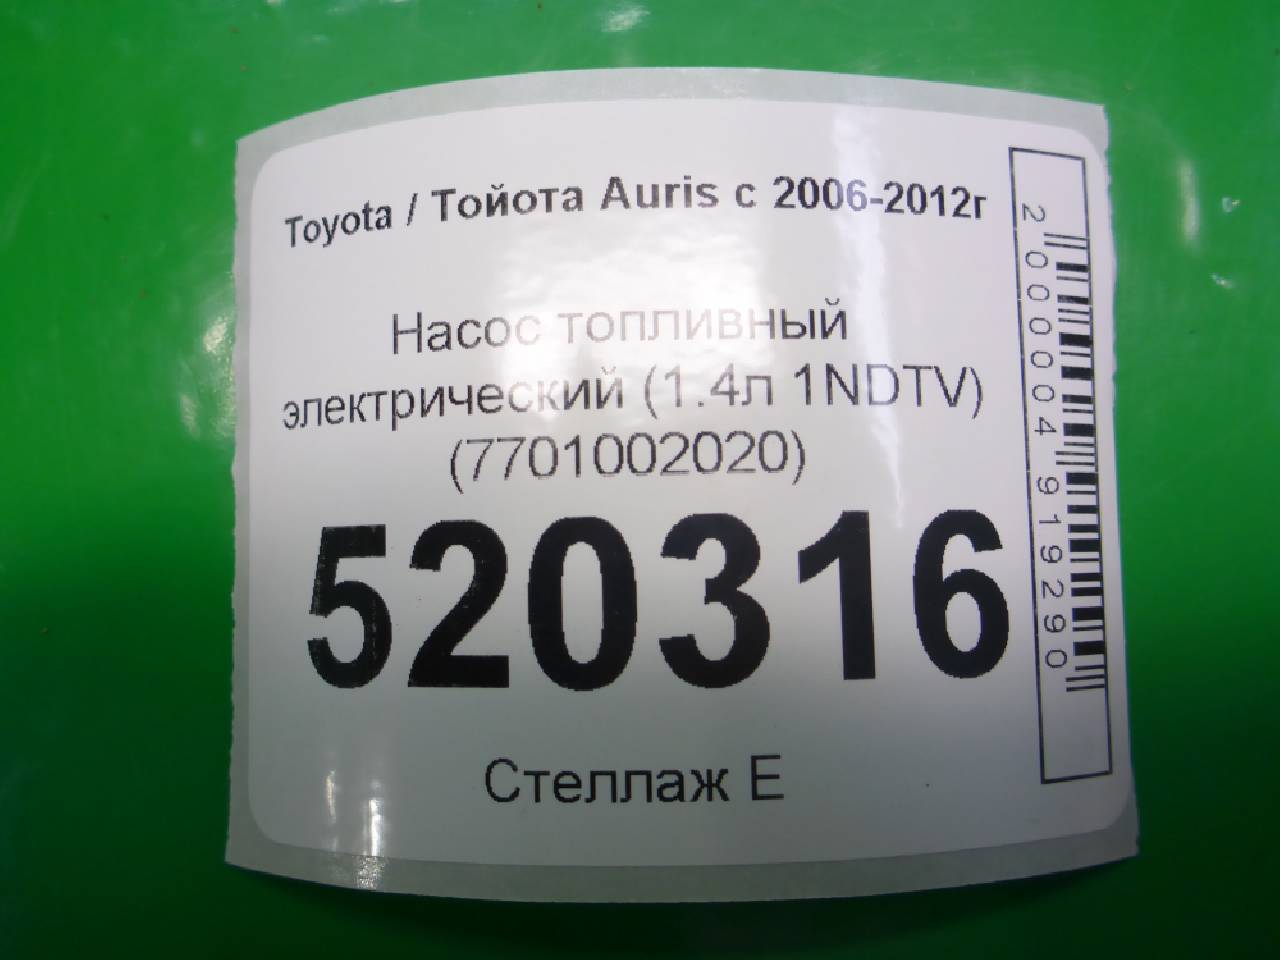 Toyota / Тойота Auris с 2006-2012г
Насос топливный
электрический (1.4л 1NDTV)
(7701002020)
520316
Стеллаж Е
2000004919290